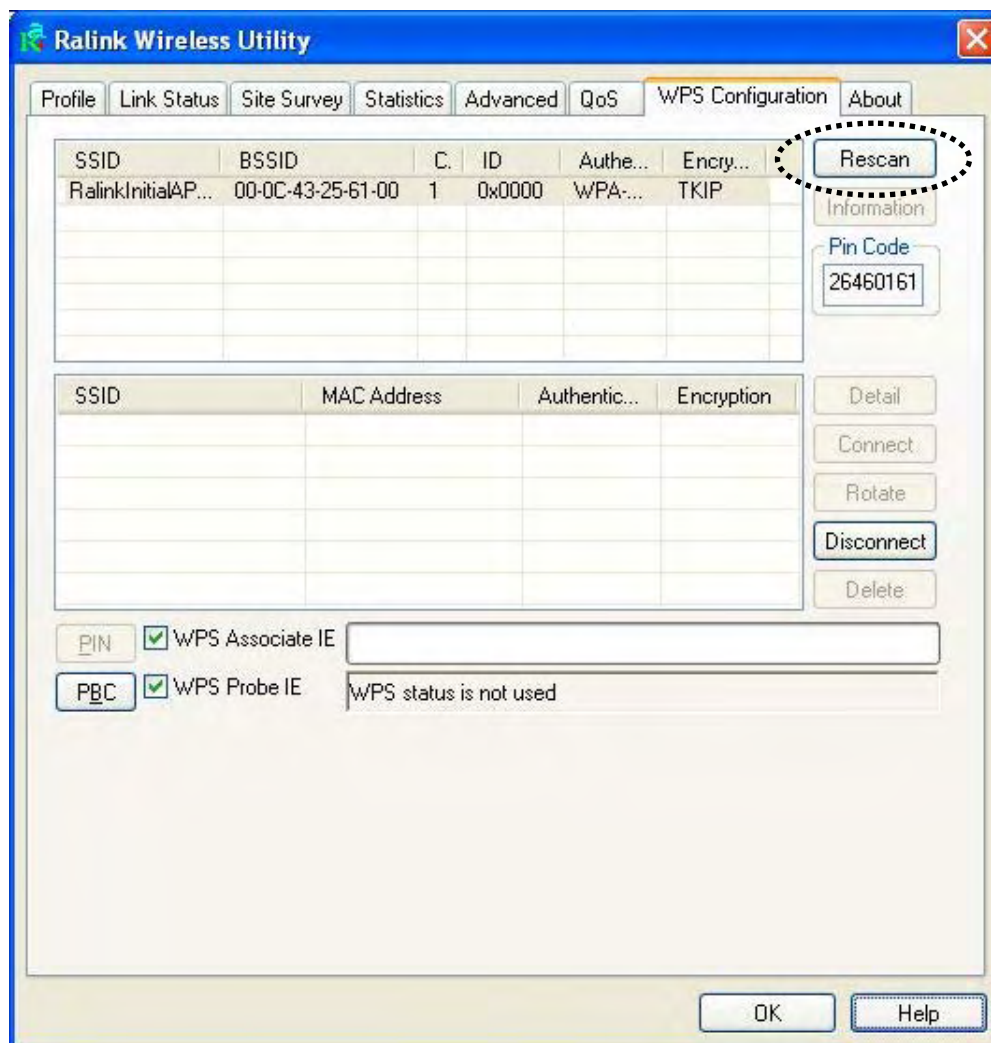 Ralink Wireless Utility
Profile Link Status Site Survey Statistics Advanced QoS WPS Configuration About
SSID BSSID C. ID Authe... Encry...
RalinkInitialAP... 00-0C-43-25-61-00 1 0x0000 WPA-... TKIP
Rescan
Information
Pin Code
26460161
SSID MAC Address Authentic... Encryption
Detail
Connect
Rotate
Disconnect
Delete
PIN WPS Associate IE
PBC WPS Probe IE WPS status is not used
OK Help